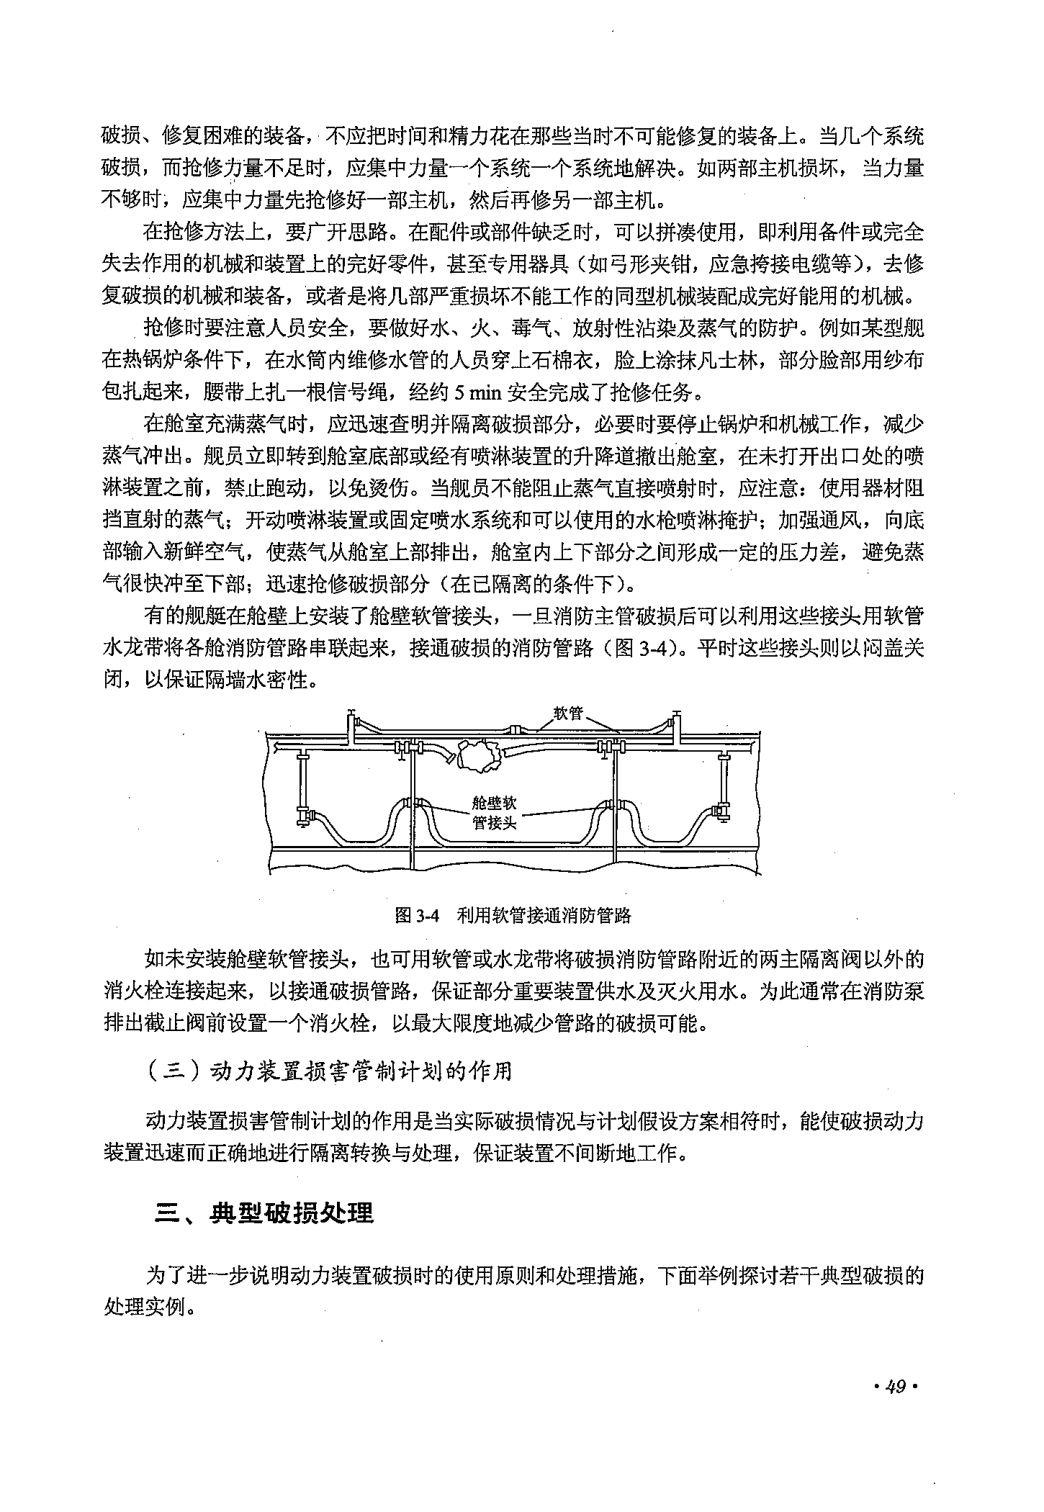 破损、修复困难的装备，不应把时间和精力花在那些当时不可能修复的装备上。当几个系统
破损，而抢修力量不足时，应集中力量一个系统一个系统地解决。如两部主机损坏，当力量
不够时，应集中力量先抢修好一部主机，然后再修另一部主机。
在抢修方法上，要广开思路。在配件或部件缺乏时，可以拼凑使用，即利用备件或完全
失去作用的机械和装置上的完好零件，甚至专用器具（如弓形夹钳，应急挎接电缆等），去修
复破损的机械和装备，或者是将几部严重损坏不能工作的同型机械装配成完好能用的机械。
抢修时要注意人员安全，要做好水、火、毒气、放射性沾染及蒸气的防护。例如某型舰
在热锅炉条件下，在水筒内维修水管的人员穿上石棉衣，脸上涂抹凡士林，部分脸部用纱布
包扎起来，腰带上扎一根信号绳，经约 5 min 安全完成了抢修任务。
在舱室充满蒸气时，应迅速查明并隔离破损部分，必要时要停止锅炉和机械工作，减少
蒸气冲出。舰员立即转到舱室底部或经有喷淋装置的升降道撤出舱室，在未打开出口处的喷
淋装置之前，禁止跑动，以免烫伤。当舰员不能阻止蒸气直接喷射时，应注意：使用器材阻
挡直射的蒸气；开动喷淋装置或固定喷水系统和可以使用的水枪喷淋掩护；加强通风，向底
部输入新鲜空气，使蒸气从舱室上部排出，舱室内上下部分之间形成一定的压力差，避免蒸
气很快冲至下部；迅速抢修破损部分（在已隔离的条件下）。
有的舰艇在舱壁上安装了舱壁软管接头，一旦消防主管破损后可以利用这些接头用软管
水龙带将各舱消防管路串联起来，接通破损的消防管路（图 3-4）。平时这些接头则以闷盖关
闭，以保证隔墙水密性。
软管
舱壁软
管接头
图 3-4 利用软管接通消防管路
如未安装舱壁软管接头，也可用软管或水龙带将破损消防管路附近的两主隔离阀以外的
消火栓连接起来，以接通破损管路，保证部分重要装置供水及灭火用水。为此通常在消防泵
排出截止阀前设置一个消火栓，以最大限度地减少管路的破损可能。
（三）动力装置损害管制计划的作用
动力装置损害管制计划的作用是当实际破损情况与计划假设方案相符时，能使破损动力
装置迅速而正确地进行隔离转换与处理，保证装置不间断地工作。
三、典型破损处理
为了进一步说明动力装置破损时的使用原则和处理措施，下面举例探讨若干典型破损的
处理实例。
·49·